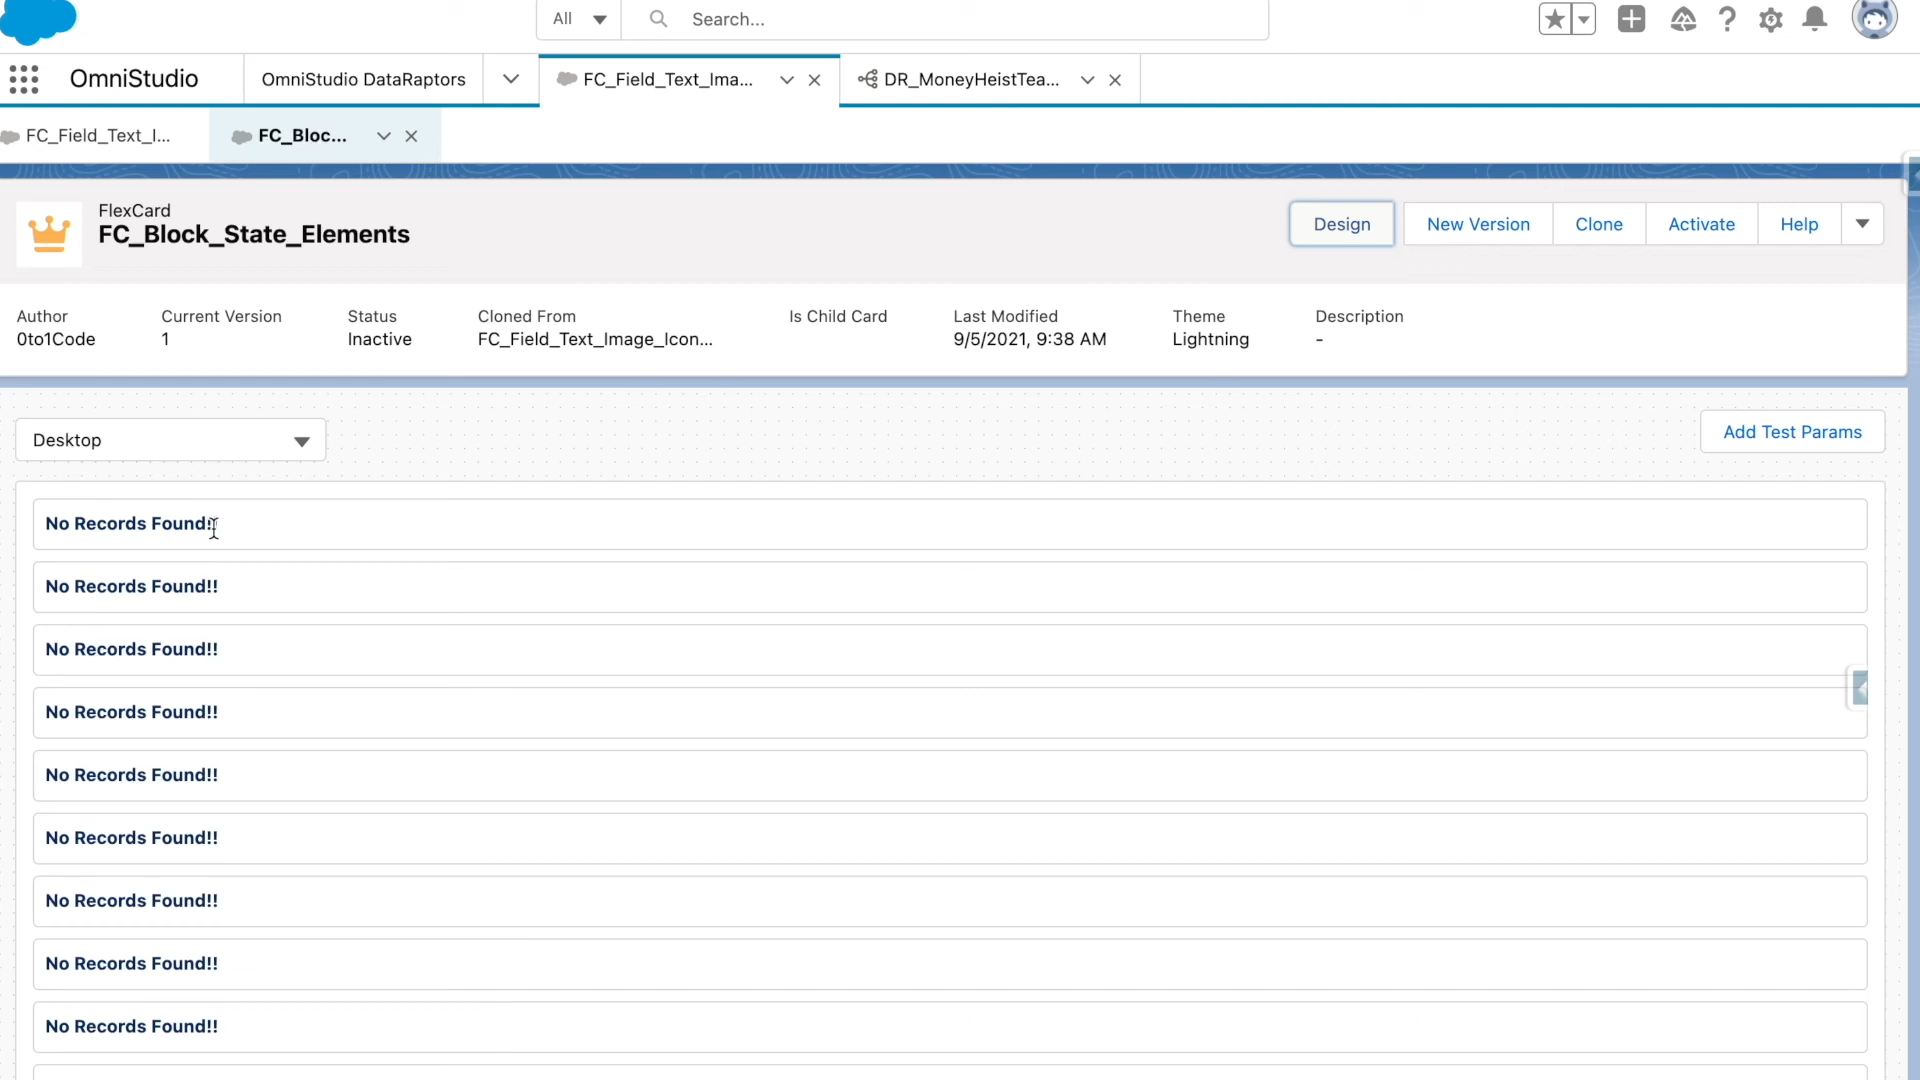 All
Search...
OmniStudio
OmniStudio DataRaptors
FC_Field_Text_Ima...
DR_MoneyHeistTea...
FC_Field_Text_I...
FC_Bloc...
FlexCard
FC_Block_State_Elements
Design
New Version
Clone
Activate
Help
Author
Current Version
Status
Cloned From
Is Child Card
Last Modified
Theme
Description
0to1Code
1
Inactive
FC_Field_Text_Image_Icon...
9/5/2021, 9:38 AM
Lightning
-
Desktop
Add Test Params
No Records Found!!
No Records Found!!
No Records Found!!
No Records Found!!
No Records Found!!
No Records Found!!
No Records Found!!
No Records Found!!
No Records Found!!